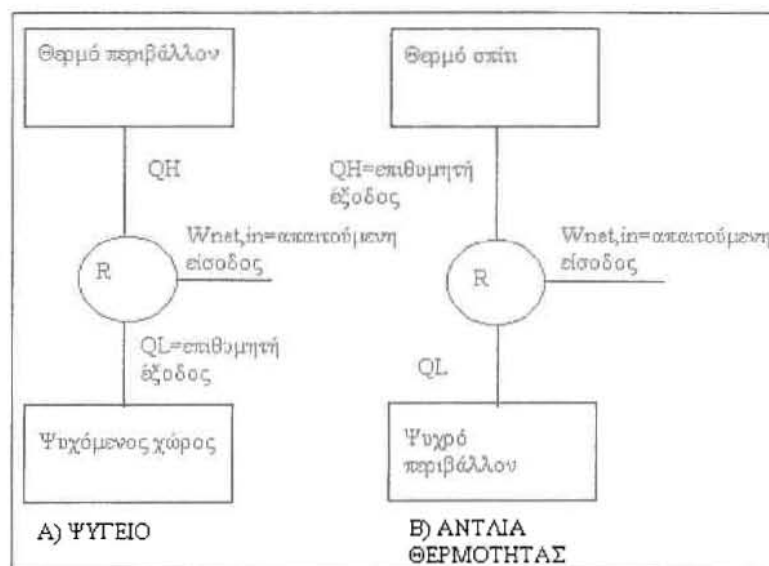 Θερμό περιβάλλον
QH
R
Wnet,in=απαιτούμενη
είσοδος
QL=επιθυμητή
έξοδος
Ψυχόμενος χώρος
Α) ΨΥΓΕΙΟ
Θερμό σπίτι
QH=επιθυμητή
έξοδος
R
Wnet,in=απαιτούμενη
είσοδος
QL
Ψυχρό
περιβάλλον
Β) ΑΝΤΛΙΑ
ΘΕΡΜΟΤΗΤΑΣ